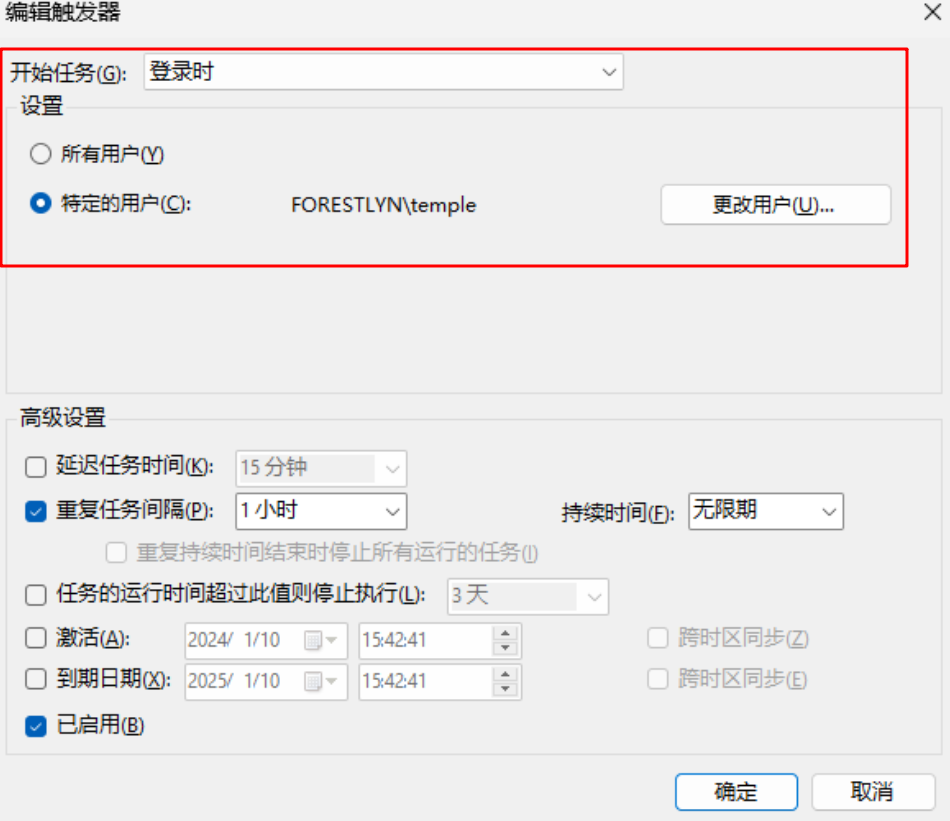 编辑触发器
开始任务(G): 登录时
设置
所有用户(Y)
特定的用户(C): FORESTLYN\temple 更改用户(U)...
高级设置
延迟任务时间(K): 15 分钟
重复任务间隔(P): 1 小时 持续时间(F): 无限期
重复持续时间结束时停止所有运行的任务(I)
任务的运行时间超过此值则停止执行(L): 3 天
激活(A): 2024/ 1/10 15:42:41 跨时区同步(Z)
到期日期(X): 2025/ 1/10 15:42:41 跨时区同步(E)
已启用(B)
确定 取消